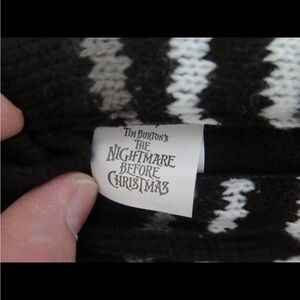 TIM BURTON'S
THE
NIGHTMARE
BEFORE
CHRISTMAS